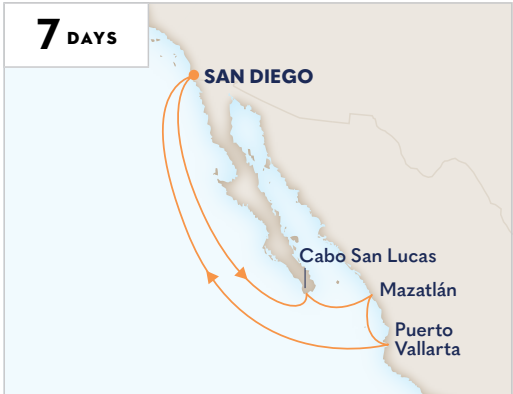 7 DAYS
SAN DIEGO
Cabo San Lucas
Mazatlán
Puerto
Vallarta